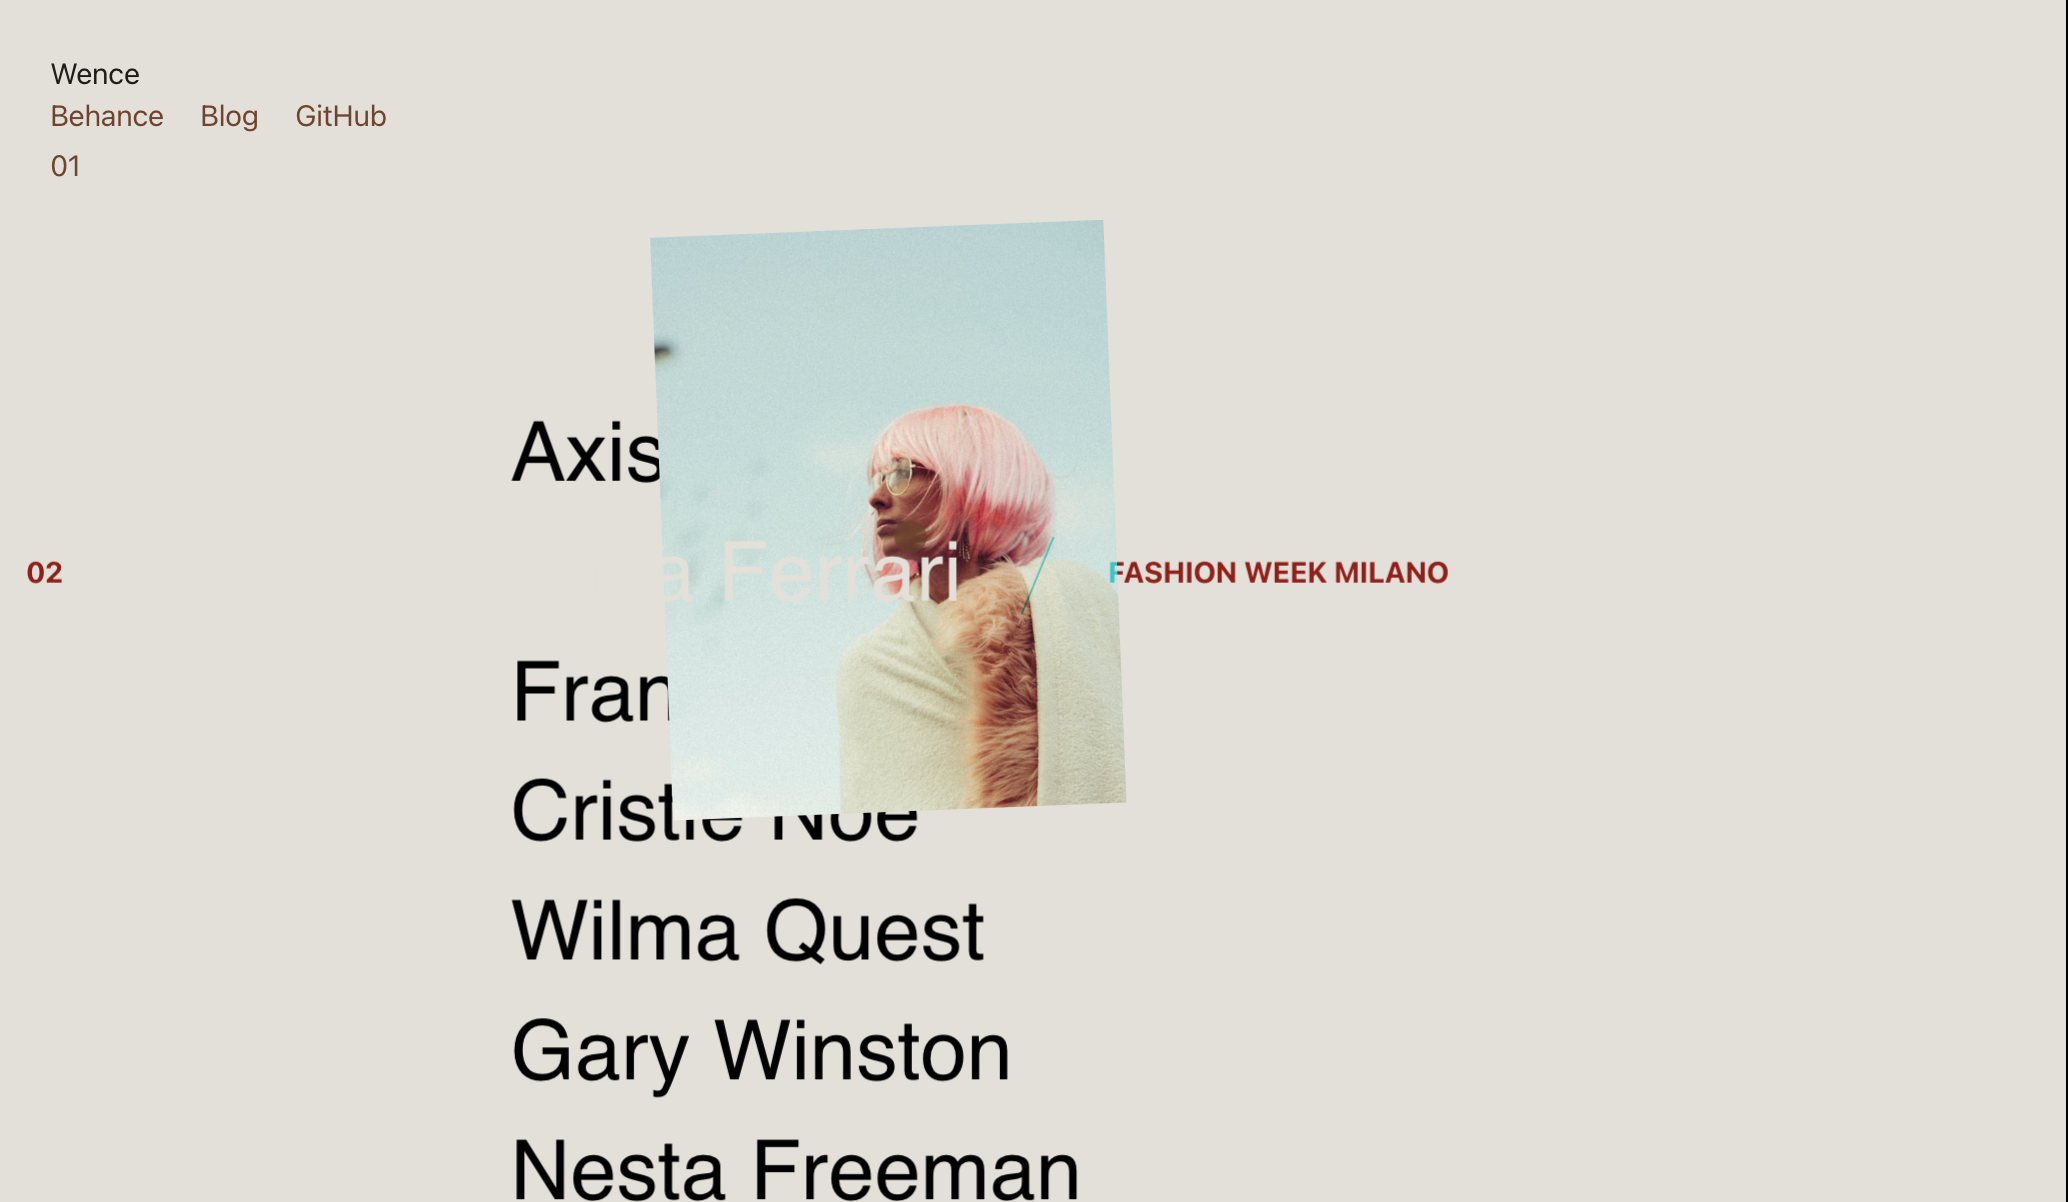 Wence
Behance Blog GitHub
01
Axis
02 Ferrari FASHION WEEK MILANO
Fran
Cristie Noe
Wilma Quest
Gary Winston
Nesta Freeman